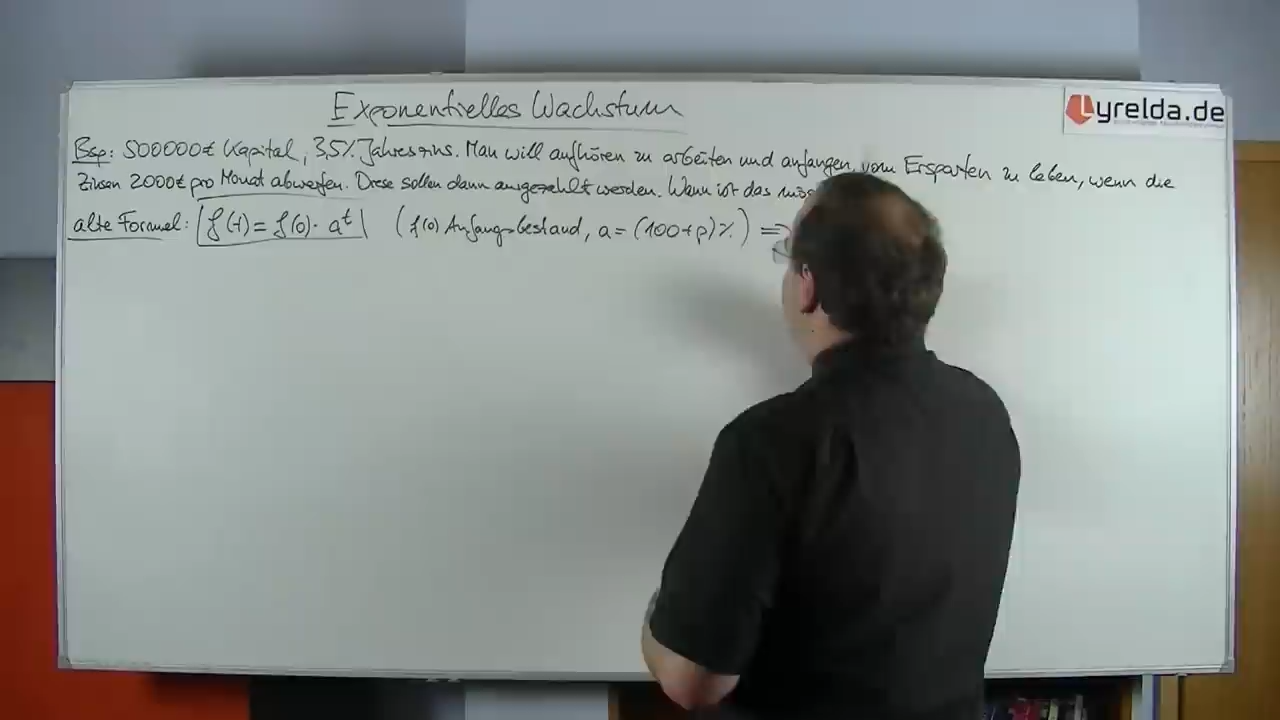 Exponentielles Wachstum
Lyrelda.de
Bsp: 500000€ Kapital, 3,5% Jahreszins. Man will aufhören zu arbeiten und anfangen vom Ersparten zu leben, wenn die
Zinsen 2000€ pro Monat abwerfen. Diese sollen dann ausgezahlt werden. Wann ist das
alte Formel: f(t) = f(0) · a^t (f(0) Anfangsbestand, a = (100+p)%) =>